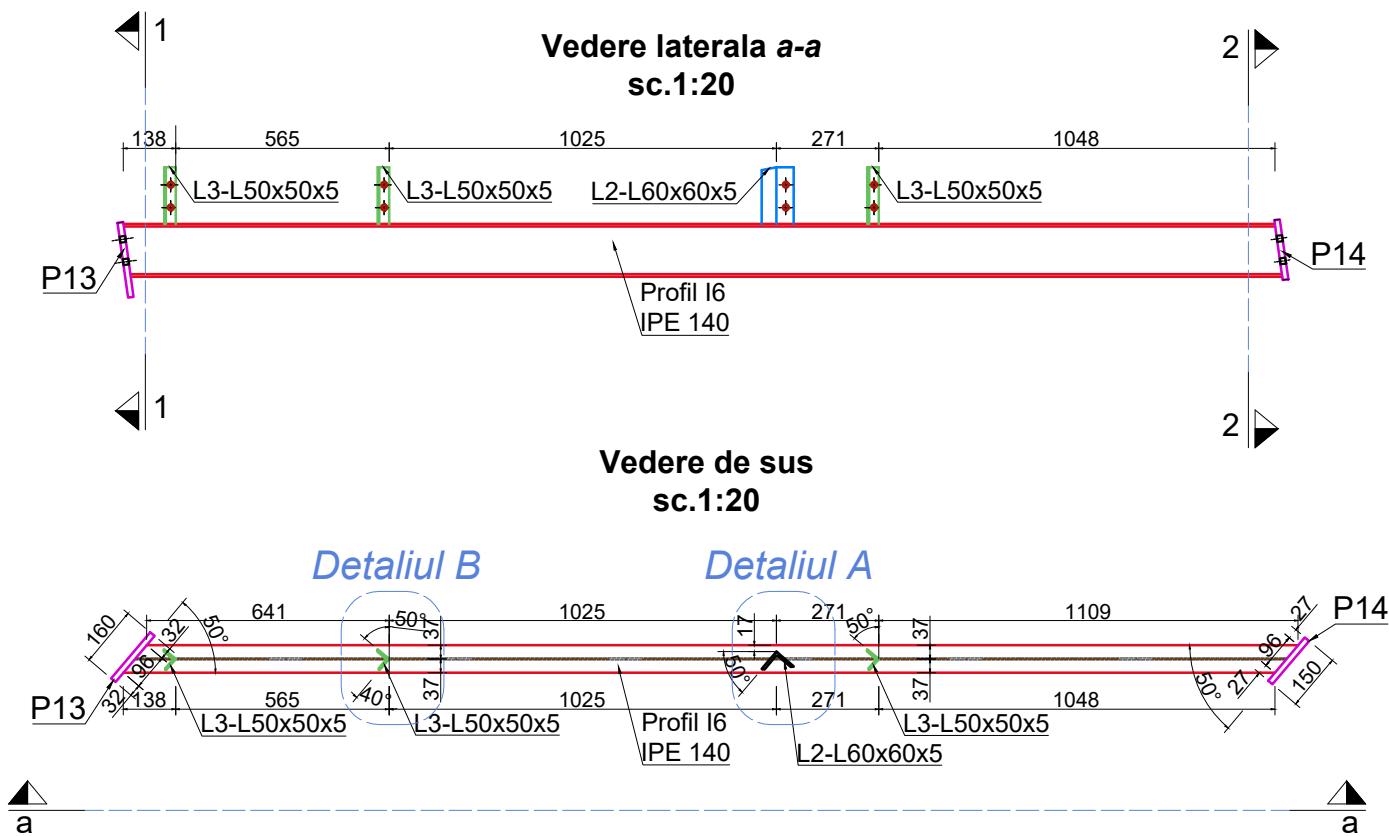 1
Vedere laterala a-a
sc.1:20
2
138
565
1025
271
1048
L3-L50x50x5
L3-L50x50x5
L2-L60x60x5
L3-L50x50x5
P13
P14
Profil I6
IPE 140
1
2
Vedere de sus
sc.1:20
Detaliul B
Detaliul A
641
1025
271
1109
160
32
50°
50°
37
17
50°
37
27
P14
96
50°
37
40°
37
96
50°
27
150
P13
32
138
565
1025
271
1048
L3-L50x50x5
L3-L50x50x5
Profil I6
IPE 140
L2-L60x60x5
L3-L50x50x5
a
a